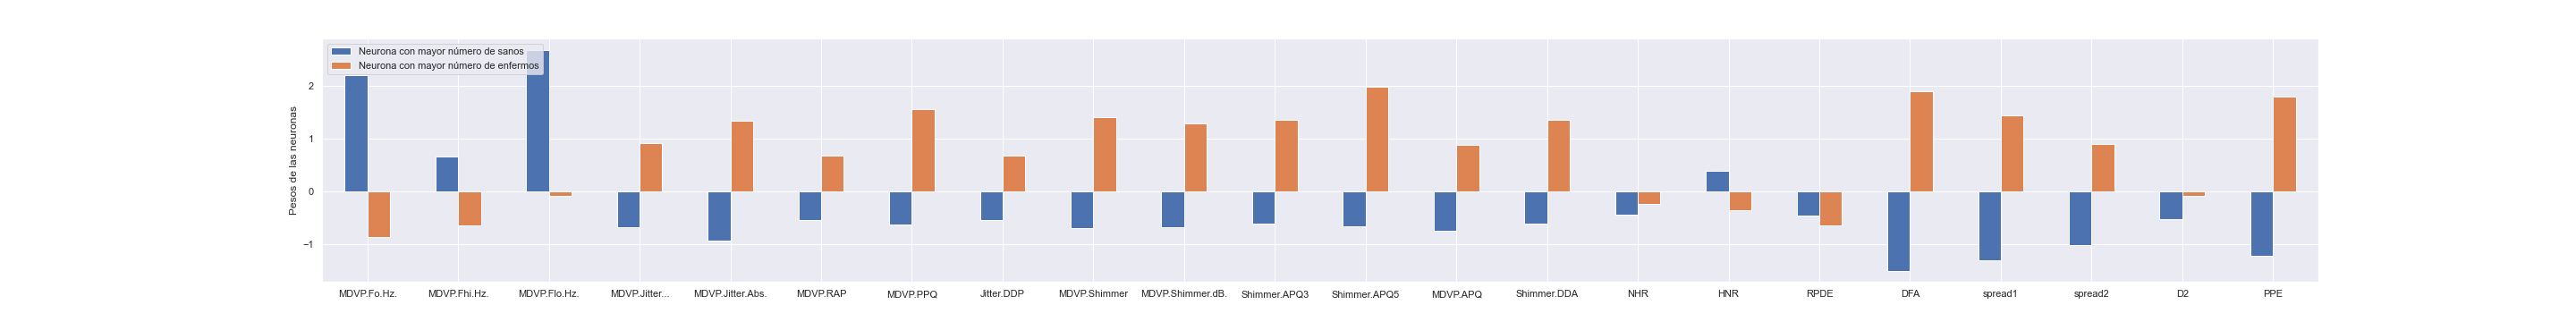 Neurona con mayor número de sanos
Neurona con mayor número de enfermos
Pesos de las neuronas
2
1
0
−1
MDVP.Fo.Hz. MDVP.Fhi.Hz. MDVP.Flo.Hz. MDVP.Jitter... MDVP.Jitter.Abs. MDVP.RAP MDVP.PPQ Jitter.DDP MDVP.Shimmer MDVP.Shimmer.dB. Shimmer.APQ3 Shimmer.APQ5 MDVP.APQ Shimmer.DDA NHR HNR RPDE DFA spread1 spread2 D2 PPE